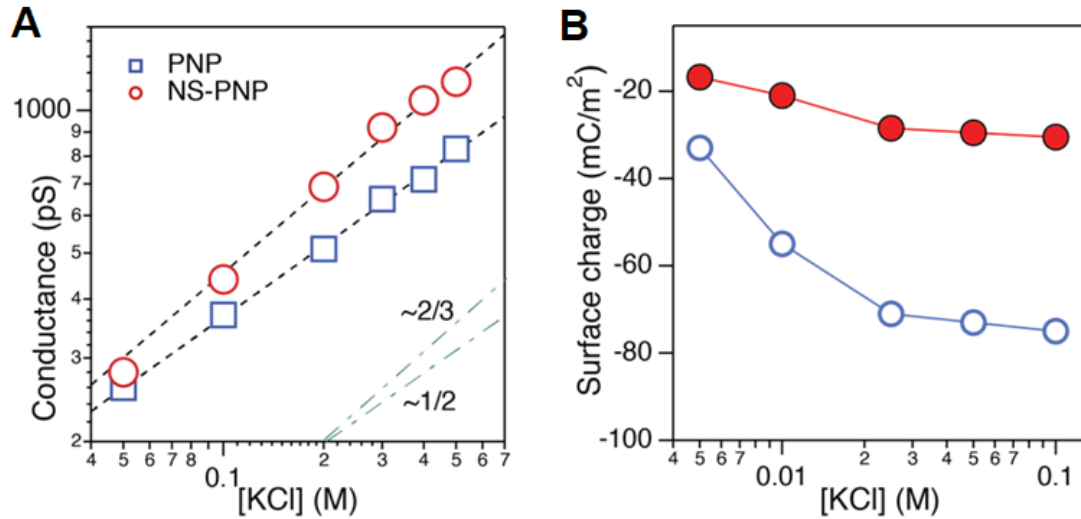 A
PNP
NS-PNP
1000
9
8
7
6
5
4
3
2
Conductance (pS)
~2/3
~1/2
4 5 6 7 8 0.1 2 3 4 5 6 7
[KCl] (M)
B
-20
-40
-60
-80
-100
Surface charge (mC/m²)
4 5 6 7 0.01 2 3 4 5 6 7 0.1
[KCl] (M)